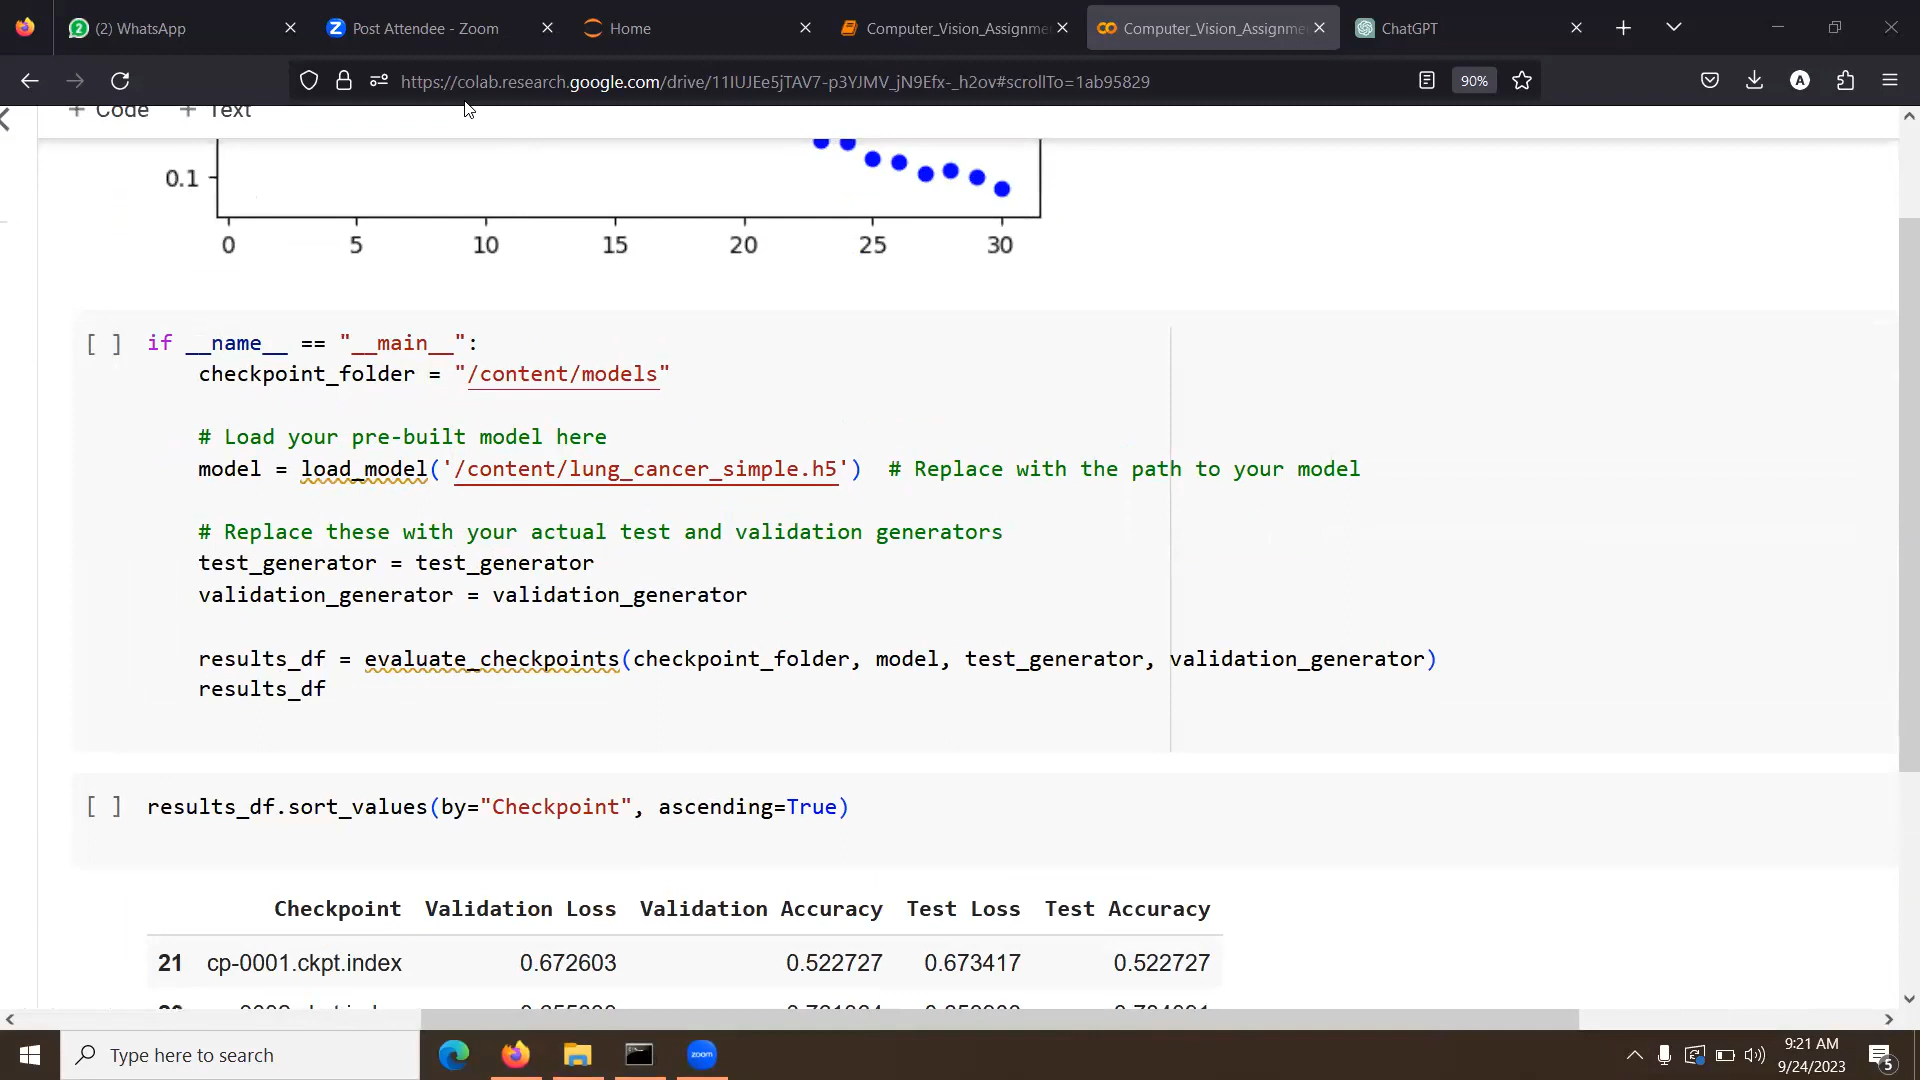 (2) WhatsApp
Post Attendee - Zoom
Home
Computer_Vision_Assignme
Computer_Vision_Assignme
ChatGPT
https://colab.research.google.com/drive/11IUJEe5jTAV7-p3YJMV_jN9Efx-_h2ov#scrollTo=1ab95829
90%
+ Code + Text
0.1
0 5 10 15 20 25 30
[ ] if __name__ == "__main__":
checkpoint_folder = "/content/models"
# Load your pre-built model here
model = load_model('/content/lung_cancer_simple.h5') # Replace with the path to your model
# Replace these with your actual test and validation generators
test_generator = test_generator
validation_generator = validation_generator
results_df = evaluate_checkpoints(checkpoint_folder, model, test_generator, validation_generator)
results_df
[ ] results_df.sort_values(by="Checkpoint", ascending=True)
Checkpoint Validation Loss Validation Accuracy Test Loss Test Accuracy
21 cp-0001.ckpt.index 0.672603 0.522727 0.673417 0.522727
Type here to search
zoom
9:21 AM
9/24/2023
5